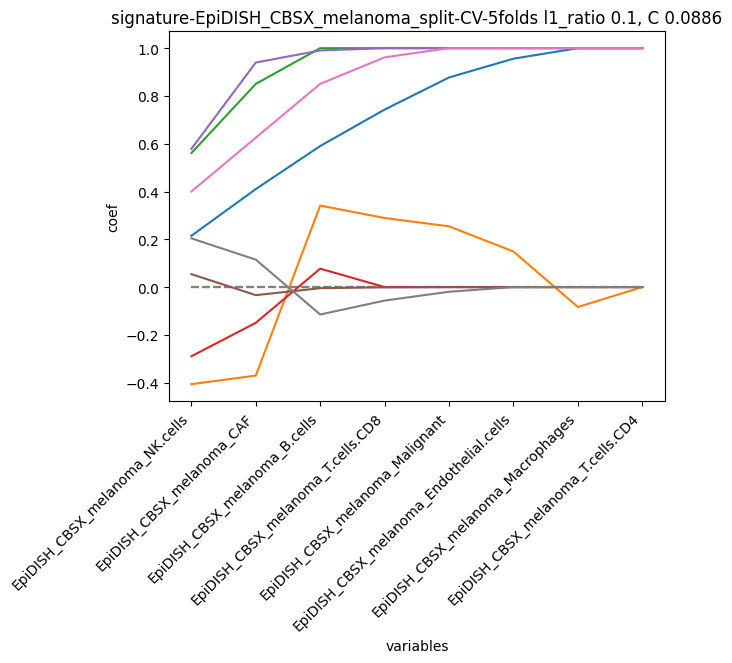 signature-EpiDISH_CBSX_melanoma_split-CV-5folds l1_ratio 0.1, C 0.0886
1.0
0.8
0.6
0.4
0.2
0.0
−0.2
−0.4
coef
EpiDISH_CBSX_melanoma_NK.cells
EpiDISH_CBSX_melanoma_CAF
EpiDISH_CBSX_melanoma_B.cells
EpiDISH_CBSX_melanoma_T.cells.CD8
EpiDISH_CBSX_melanoma_Malignant
EpiDISH_CBSX_melanoma_Endothelial.cells
EpiDISH_CBSX_melanoma_Macrophages
EpiDISH_CBSX_melanoma_T.cells.CD4
variables